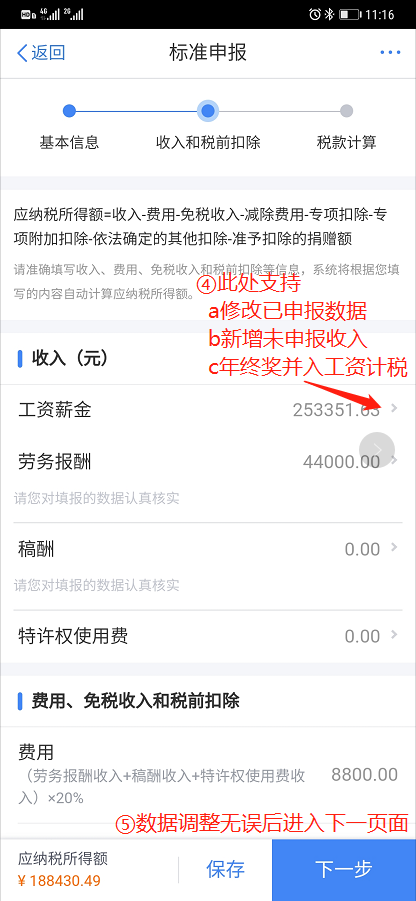 HD 4G 2G 11:16
返回 标准申报 ···
基本信息 收入和税前扣除 税款计算
应纳税所得额=收入-费用-免税收入-减除费用-专项扣除-专
项附加扣除-依法确定的其他扣除-准予扣除的捐赠额
请准确填写收入、费用、免税收入和税前扣除等信息，系统将根据您填
写的内容自动计算应纳税所得额。
④此处支持
a修改已申报数据
b新增未申报收入
c年终奖并入工资计税
收入（元）
工资薪金 253351.63
劳务报酬 44000.00
请您对填报的数据认真核实
稿酬 0.00
请您对填报的数据认真核实
特许权使用费 0.00
费用、免税收入和税前扣除
费用
（劳务报酬收入+稿酬收入+特许权使用费收 8800.00
入）×20%
⑤数据调整无误后进入下一页面
应纳税所得额
¥ 188430.49
保存 下一步